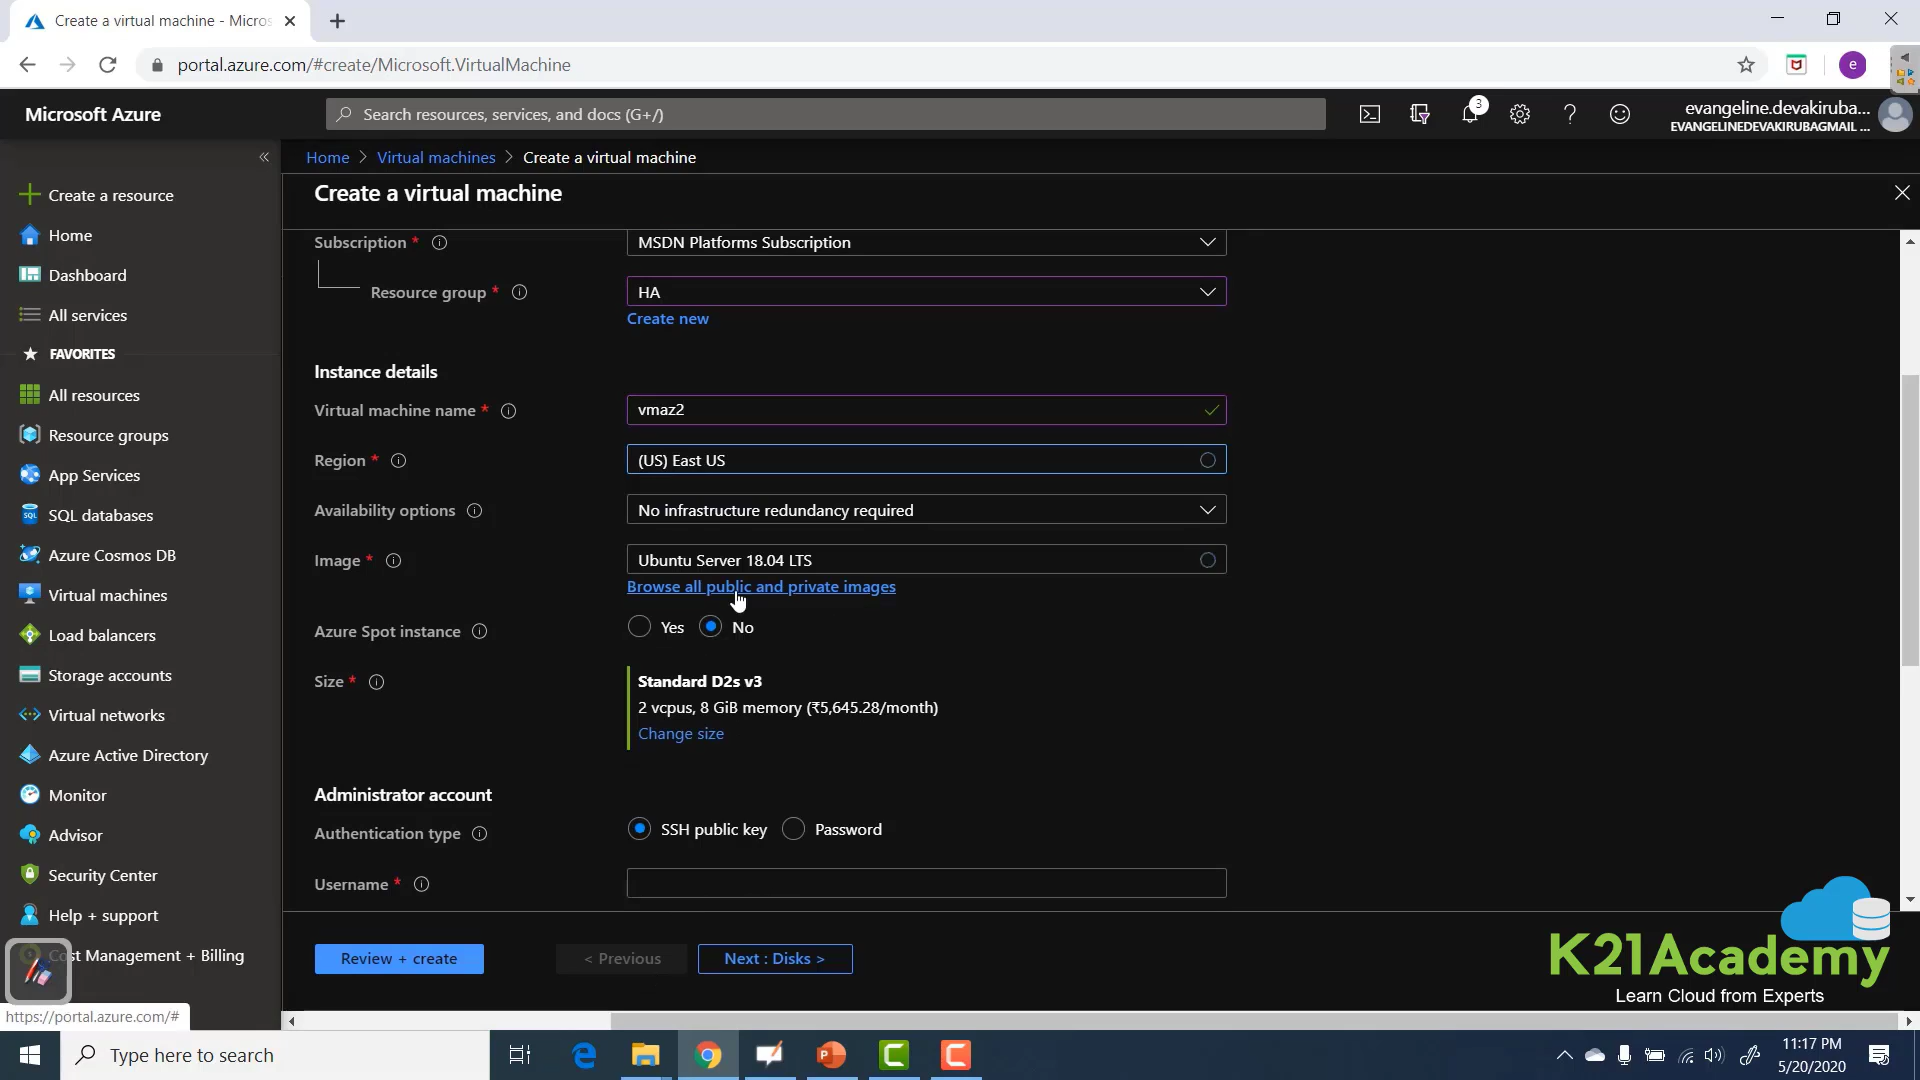 Create a virtual machine - Micros
portal.azure.com/#create/Microsoft.VirtualMachine
e
Microsoft Azure
Search resources, services, and docs (G+/)
3
evangeline.devakiruba...
EVANGELINEDEVAKIRUBAGMAIL ...
Home > Virtual machines > Create a virtual machine
Create a virtual machine
Create a resource
Home
Dashboard
All services
FAVORITES
All resources
Resource groups
App Services
SQL databases
Azure Cosmos DB
Virtual machines
Load balancers
Storage accounts
Virtual networks
Azure Active Directory
Monitor
Advisor
Security Center
Help + support
st Management + Billing
https://portal.azure.com/#
Subscription * MSDN Platforms Subscription
Resource group * HA
Create new
Instance details
Virtual machine name * vmaz2
Region * (US) East US
Availability options No infrastructure redundancy required
Image * Ubuntu Server 18.04 LTS
Browse all public and private images
Azure Spot instance Yes No
Size * Standard D2s v3
2 vcpus, 8 GiB memory (₹5,645.28/month)
Change size
Administrator account
Authentication type SSH public key Password
Username *
Review + create < Previous Next : Disks >
K21Academy
Learn Cloud from Experts
Type here to search
11:17 PM
5/20/2020